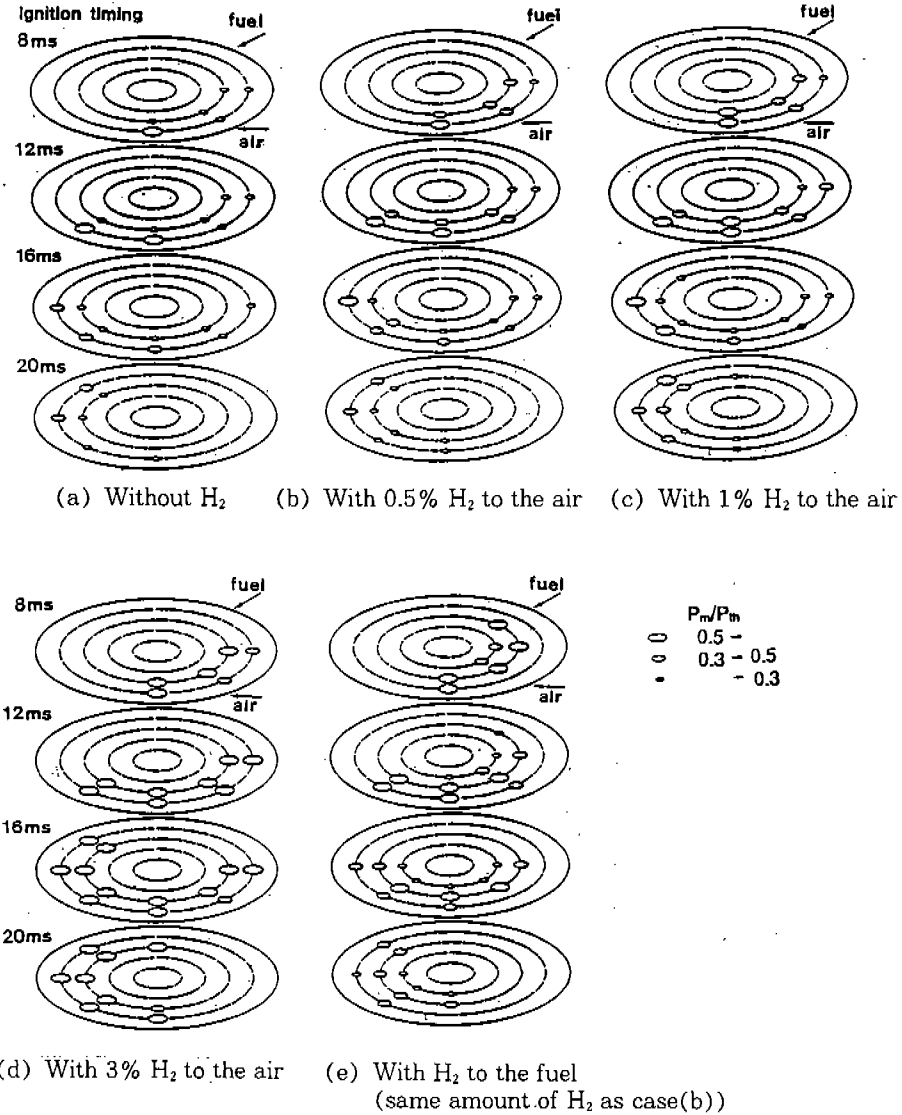 Ignition timing
fuel
8ms
air
12ms
16ms
20ms
(a) Without H₂
fuel
air
(b) With 0.5% H₂ to the air
fuel
air
(c) With 1% H₂ to the air
fuel
8ms
air
12ms
16ms
20ms
(d) With 3% H₂ to the air
fuel
air
(e) With H₂ to the fuel
(same amount of H₂ as case(b))
Pm/Pth
0.5 -
0.3 - 0.5
- 0.3